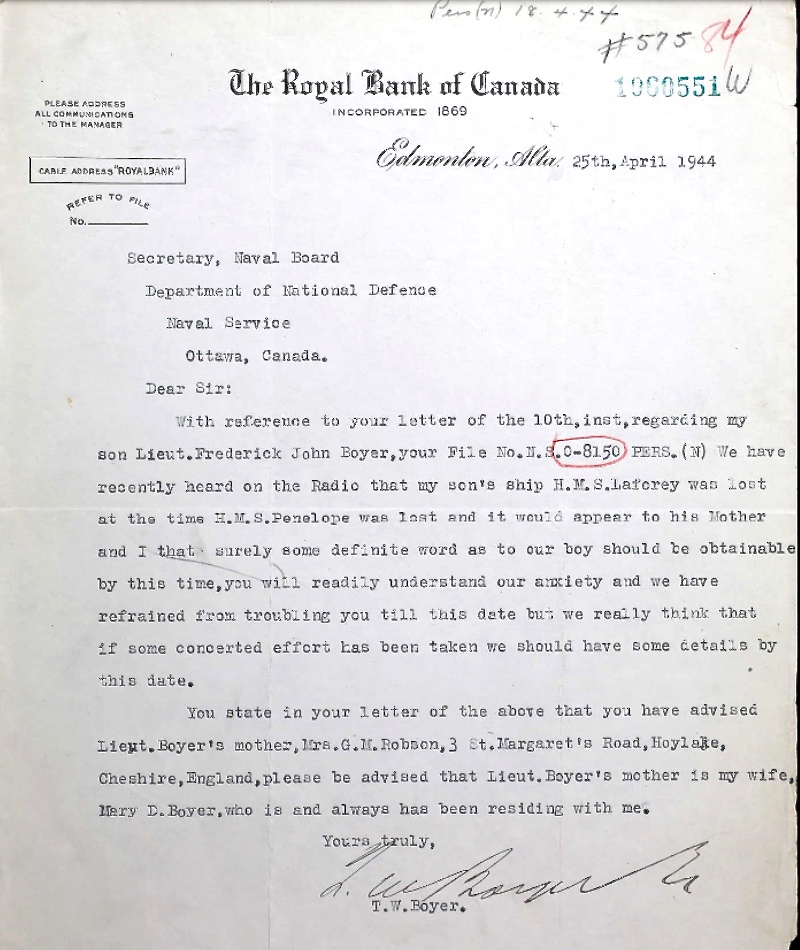 Pers(n) 18.4.44
#575 84
The Royal Bank of Canada
1960551 W
INCORPORATED 1869
PLEASE ADDRESS
ALL COMMUNICATIONS
TO THE MANAGER
Edmonton, Alta. 25th,April 1944
CABLE ADDRESS "ROYALBANK"
REFER TO FILE
No.
Secretary, Naval Board
Department of National Defence
Naval Service
Ottawa, Canada.
Dear Sir:
With reference to your letter of the 10th,inst,regarding my
son Lieut.Frederick John Boyer,your File No.N.S.O-8150 PERS.(N) We have
recently heard on the Radio that my son's ship H.M.S.Laforey was lost
at the time H.M.S.Penelope was lost and it would appear to his Mother
and I that surely some definite word as to our boy should be obtainable
by this time,you will readily understand our anxiety and we have
refrained from troubling you till this date but we really think that
if some concerted effort has been taken we should have some details by
this date.
You state in your letter of the above that you have advised
Lieut.Boyer's mother,Mrs.G.M.Robson,3 St.Margaret's Road,Hoylake,
Cheshire,England,please be advised that Lieut.Boyer's mother is my wife,
Mary D.Boyer,who is and always has been residing with me.
Yours truly,
T. W. Boyer
T.W.Boyer.